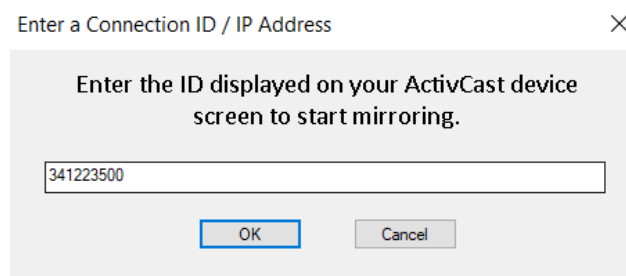 Enter a Connection ID / IP Address
Enter the ID displayed on your ActivCast device
screen to start mirroring.
341223500
OK Cancel